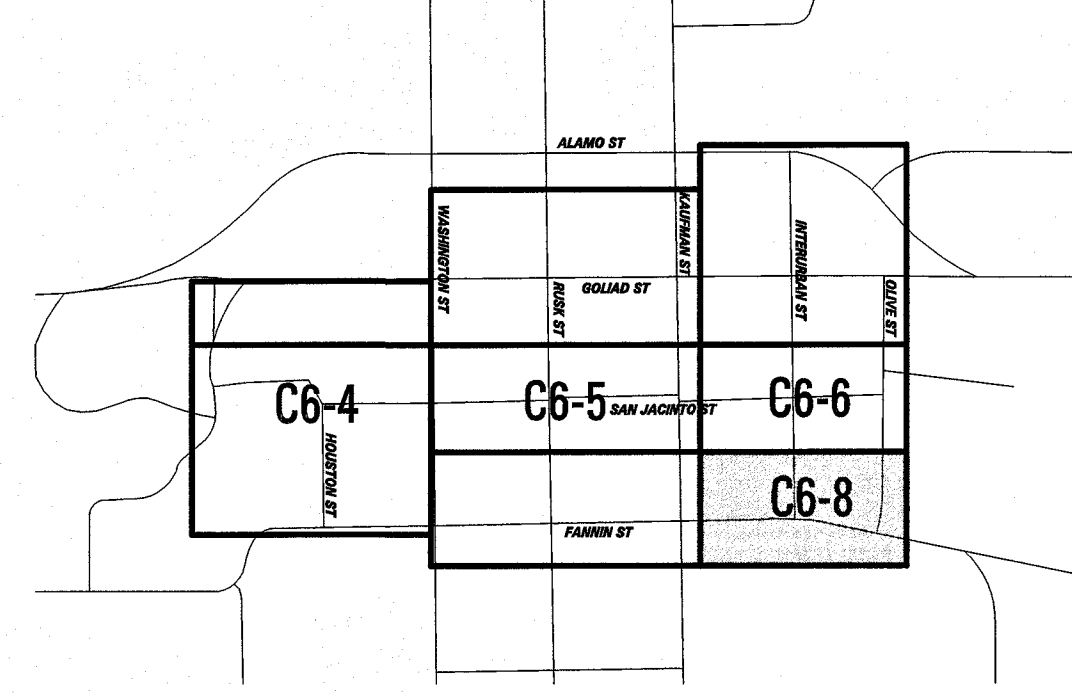 ALAMO ST
WASHINGTON ST
KAUFMAN ST
INTERURBAN ST
RUSK ST
GOLIAD ST
OLIVE ST
C6-4
C6-5
SAN JACINTO ST
C6-6
HOUSTON ST
C6-8
FANNIN ST